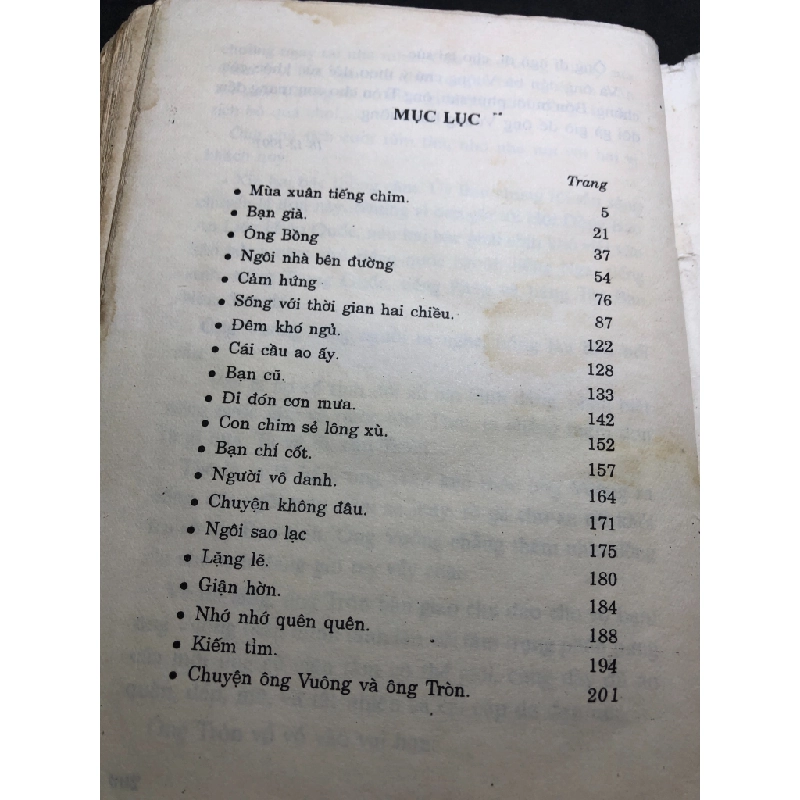 MỤC LỤC
Trang
• Mùa xuân tiếng chim. 5
• Bạn già. 21
• Ông Bồng 37
• Ngôi nhà bên đường 54
• Cảm hứng 76
• Sống với thời gian hai chiều. 87
• Đêm khó ngủ. 122
• Cái cầu ao ấy. 128
• Bạn cũ. 133
• Đi đón cơn mưa. 142
• Con chim sẻ lông xù. 152
• Bạn chí cốt. 157
• Người vô danh. 164
• Chuyện không đâu. 171
• Ngôi sao lạc 175
• Lặng lẽ. 180
• Giận hờn. 184
• Nhớ nhớ quên quên. 188
• Kiếm tìm. 194
• Chuyện ông Vuông và ông Tròn. 201